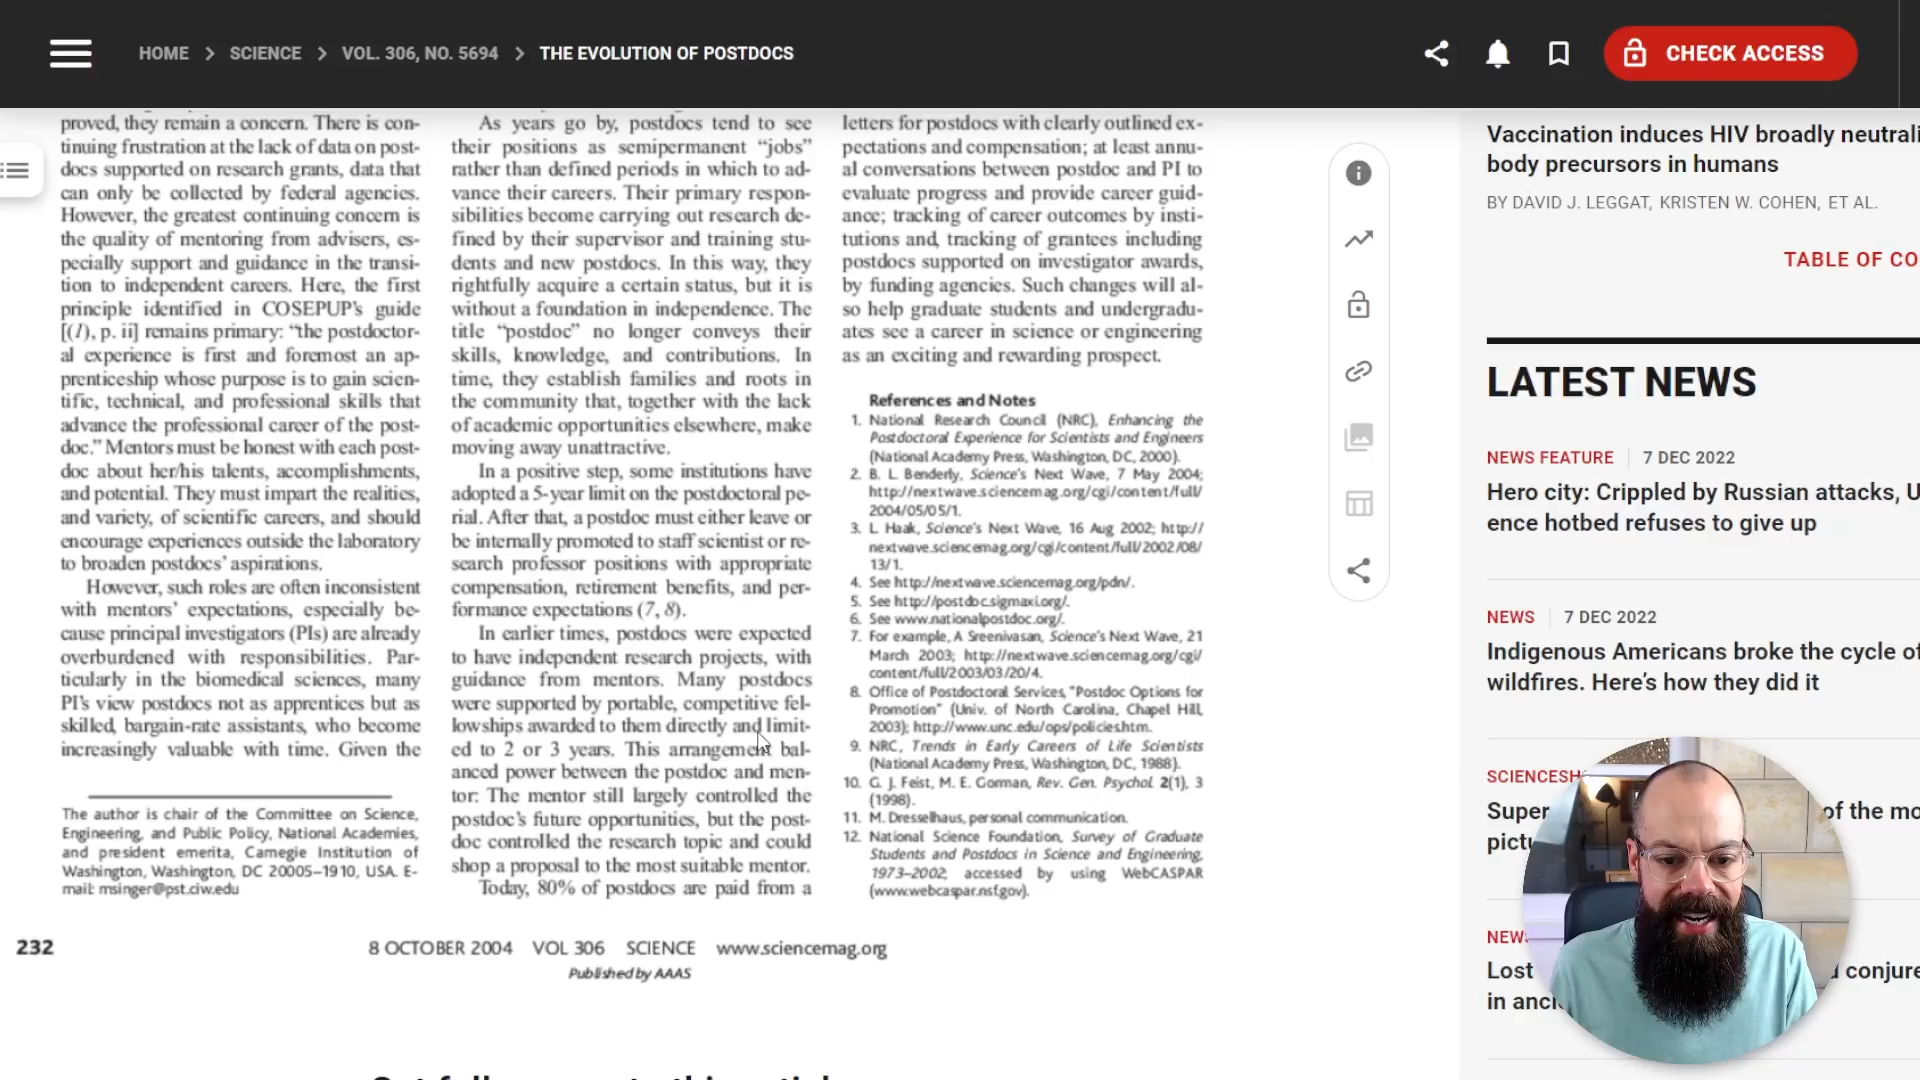 HOME > SCIENCE > VOL. 306, NO. 5694 > THE EVOLUTION OF POSTDOCS
CHECK ACCESS
proved, they remain a concern. There is con-
tinuing frustration at the lack of data on post-
docs supported on research grants, data that
can only be collected by federal agencies.
However, the greatest continuing concern is
the quality of mentoring from advisers, es-
pecially support and guidance in the transi-
tion to independent careers. Here, the first
principle identified in COSEPUP's guide
[(1), p. ii] remains primary: “the postdoctor-
al experience is first and foremost an ap-
prenticeship whose purpose is to gain scien-
tific, technical, and professional skills that
advance the professional career of the post-
doc.” Mentors must be honest with each post-
doc about her/his talents, accomplishments,
and potential. They must impart the realities,
and variety, of scientific careers, and should
encourage experiences outside the laboratory
to broaden postdocs' aspirations.
However, such roles are often inconsistent
with mentors' expectations, especially be-
cause principal investigators (PIs) are already
overburdened with responsibilities. Par-
ticularly in the biomedical sciences, many
PI's view postdocs not as apprentices but as
skilled, bargain-rate assistants, who become
increasingly valuable with time. Given the
The author is chair of the Committee on Science,
Engineering, and Public Policy, National Academies,
and president emerita, Carnegie Institution of
Washington, Washington, DC 20005–1910, USA. E-
mail: msinger@pst.ciw.edu
As years go by, postdocs tend to see
their positions as semipermanent “jobs”
rather than defined periods in which to ad-
vance their careers. Their primary respon-
sibilities become carrying out research de-
fined by their supervisor and training stu-
dents and new postdocs. In this way, they
rightfully acquire a certain status, but it is
without a foundation in independence. The
title “postdoc” no longer conveys their
skills, knowledge, and contributions. In
time, they establish families and roots in
the community that, together with the lack
of academic opportunities elsewhere, make
moving away unattractive.
In a positive step, some institutions have
adopted a 5-year limit on the postdoctoral pe-
rial. After that, a postdoc must either leave or
be internally promoted to staff scientist or re-
search professor positions with appropriate
compensation, retirement benefits, and per-
formance expectations (7, 8).
In earlier times, postdocs were expected
to have independent research projects, with
guidance from mentors. Many postdocs
were supported by portable, competitive fel-
lowships awarded to them directly and limit-
ed to 2 or 3 years. This arrangement bal-
anced power between the postdoc and men-
tor: The mentor still largely controlled the
postdoc's future opportunities, but the post-
doc controlled the research topic and could
shop a proposal to the most suitable mentor.
Today, 80% of postdocs are paid from a
letters for postdocs with clearly outlined ex-
pectations and compensation; at least annu-
al conversations between postdoc and PI to
evaluate progress and provide career guid-
ance; tracking of career outcomes by insti-
tutions and, tracking of grantees including
postdocs supported on investigator awards,
by funding agencies. Such changes will al-
so help graduate students and undergradu-
ates see a career in science or engineering
as an exciting and rewarding prospect.
References and Notes
1. National Research Council (NRC), Enhancing the
Postdoctoral Experience for Scientists and Engineers
(National Academy Press, Washington, DC, 2000).
2. B. L. Benderly, Science's Next Wave, 7 May 2004;
http://nextwave.sciencemag.org/cgi/content/full/
2004/05/05/1.
3. L. Haak, Science's Next Wave, 16 Aug 2002; http://
nextwave.sciencemag.org/cgi/content/full/2002/08/
13/1.
4. See http://nextwave.sciencemag.org/pdn/.
5. See http://postdoc.sigmaxi.org/.
6. See www.nationalpostdoc.org/.
7. For example, A Sreenivasan, Science's Next Wave, 21
March 2003; http://nextwave.sciencemag.org/cgi/
content/full/2003/03/20/4.
8. Office of Postdoctoral Services, “Postdoc Options for
Promotion” (Univ. of North Carolina, Chapel Hill,
2003); http://www.unc.edu/ops/policies.htm.
9. NRC, Trends in Early Careers of Life Scientists
(National Academy Press, Washington, DC, 1988).
10. G. J. Feist, M. E. Gorman, Rev. Gen. Psychol. 2(1), 3
(1998).
11. M. Dresselhaus, personal communication.
12. National Science Foundation, Survey of Graduate
Students and Postdocs in Science and Engineering,
1973–2002; accessed by using WebCASPAR
(www.webcaspar.nsf.gov).
232
8 OCTOBER 2004 VOL 306 SCIENCE www.sciencemag.org
Published by AAAS
Vaccination induces HIV broadly neutrali
body precursors in humans
BY DAVID J. LEGGAT, KRISTEN W. COHEN, ET AL.
TABLE OF CO
LATEST NEWS
NEWS FEATURE 7 DEC 2022
Hero city: Crippled by Russian attacks, U
ence hotbed refuses to give up
NEWS 7 DEC 2022
Indigenous Americans broke the cycle of
wildfires. Here's how they did it
SCIENCESH
Super of the mo
pictu
NEWS
Lost conjure
in anci